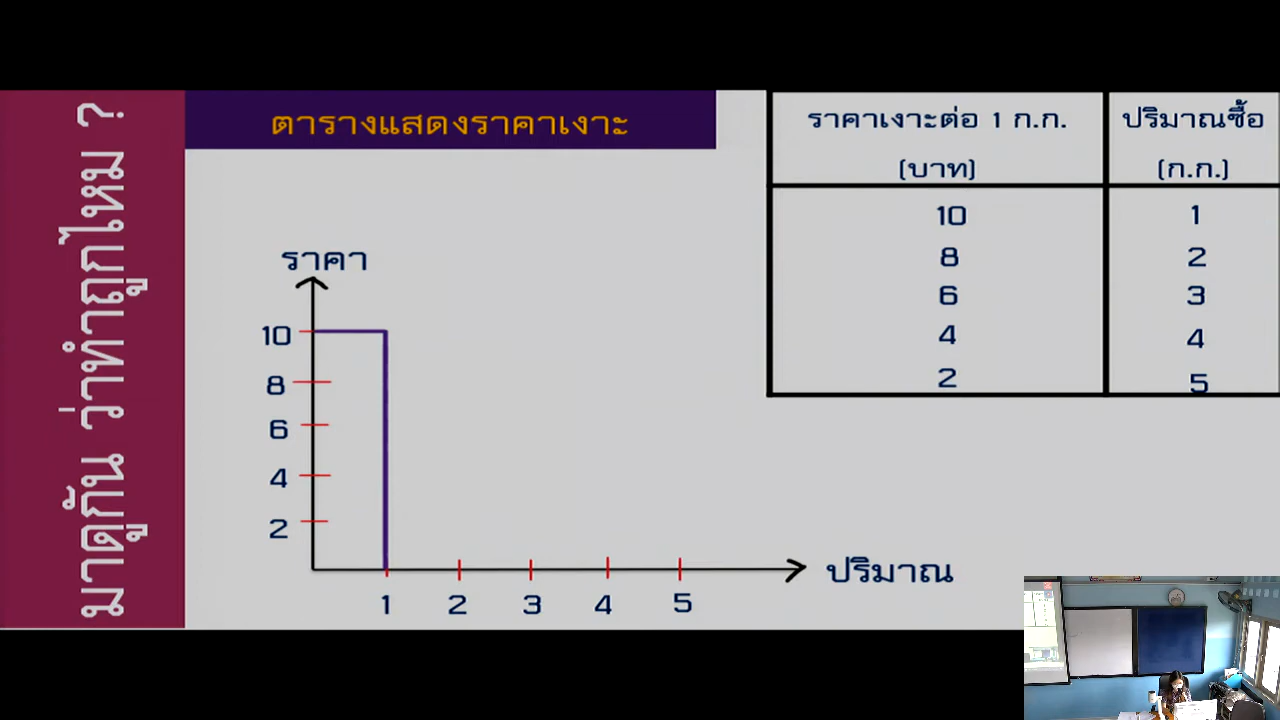 มาดูกัน ว่าทำถูกไหม ?
ตารางแสดงราคาเงาะ
ราคาเงาะต่อ 1 ก.ก. ปริมาณซื้อ
(บาท) (ก.ก.)
10 1
8 2
6 3
4 4
2 5
ราคา
10
8
6
4
2
ปริมาณ
1 2 3 4 5